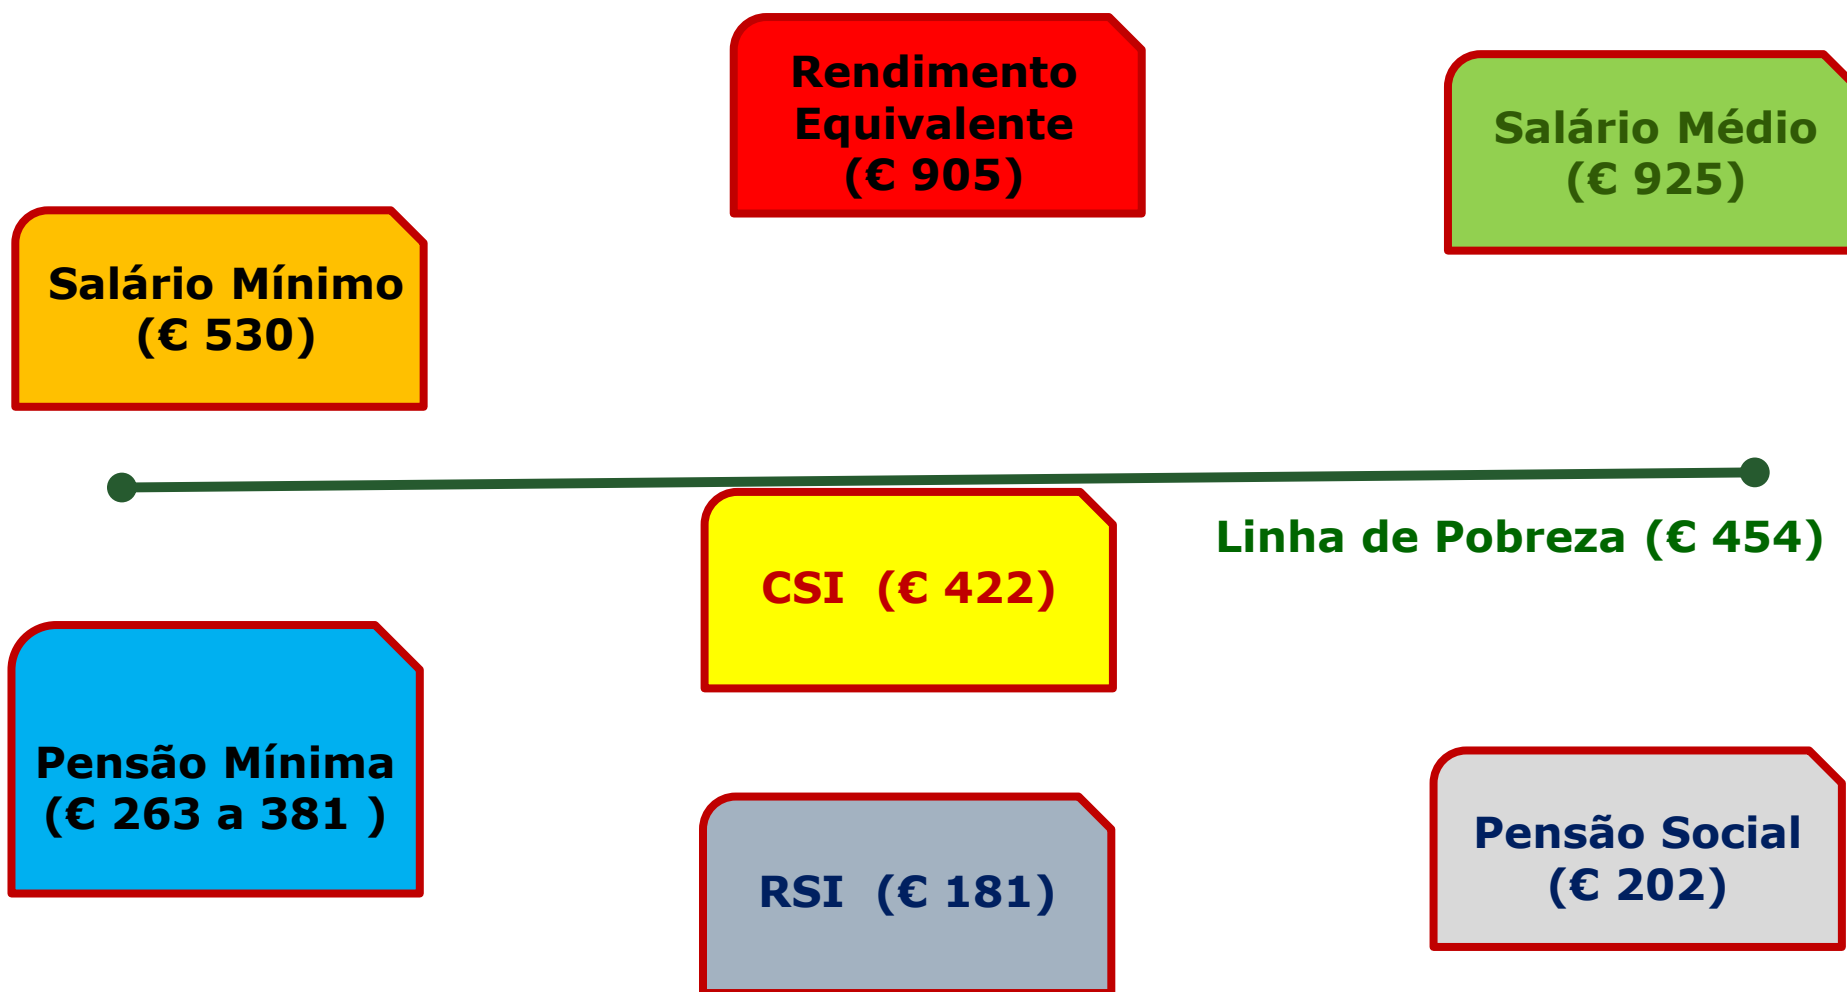 Rendimento
Equivalente
(€ 905)
Salário Médio
(€ 925)
Salário Mínimo
(€ 530)
Linha de Pobreza (€ 454)
CSI  (€ 422)
Pensão Mínima
(€ 263 a 381 )
RSI  (€ 181)
Pensão Social
(€ 202)